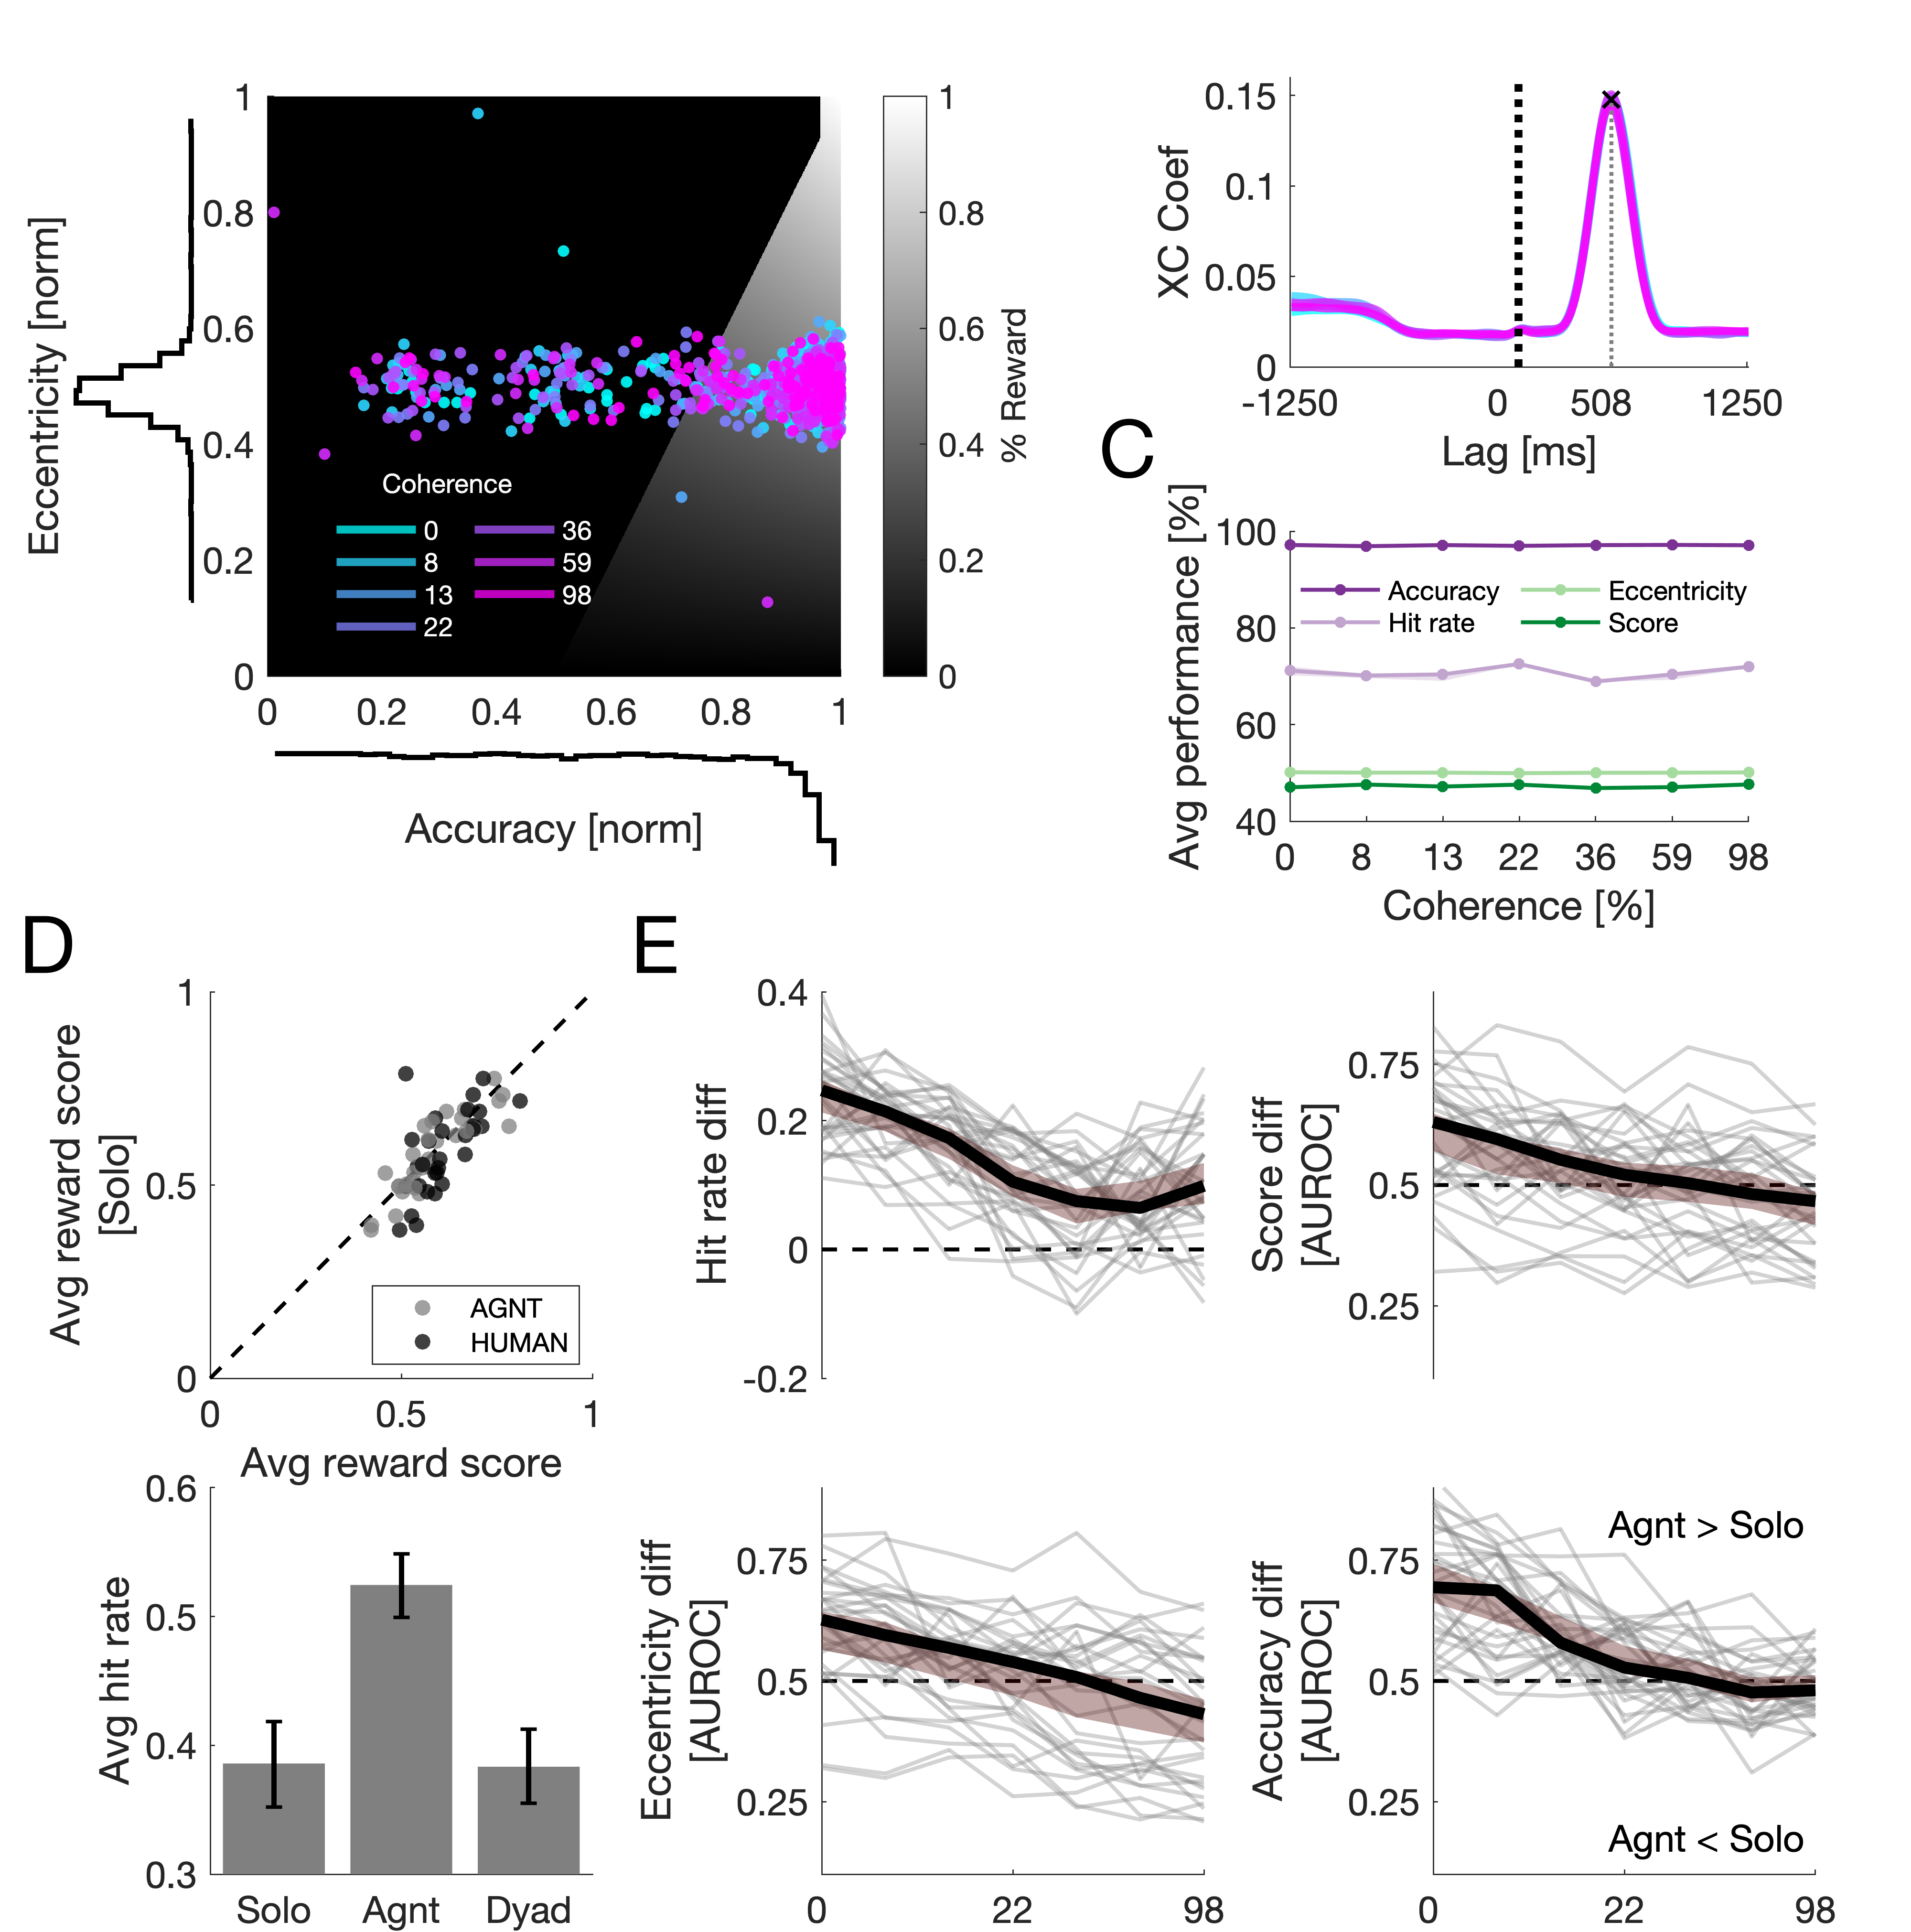 1
0.8
0.6
0.4
0.2
0
Eccentricity [norm]
Coherence
0
8
13
22
36
59
98
0
0.2
0.4
0.6
0.8
1
Accuracy [norm]
1
0.8
0.6
0.4
0.2
0
% Reward
0.15
0.1
0.05
0
XC Coef
-1250
0
508
1250
Lag [ms]
C
100
80
60
40
Avg performance [%]
Accuracy
Hit rate
Eccentricity
Score
0
8
13
22
36
59
98
Coherence [%]
D
1
0.5
0
Avg reward score
[Solo]
AGNT
HUMAN
0
0.5
1
Avg reward score
0.6
0.5
0.4
0.3
Avg hit rate
Solo
Agnt
Dyad
E
0.4
0.2
0
-0.2
Hit rate diff
0.75
0.5
0.25
Score diff
[AUROC]
0.75
0.5
0.25
Eccentricity diff
[AUROC]
0
22
98
0.75
0.5
0.25
Accuracy diff
[AUROC]
Agnt > Solo
Agnt < Solo
0
22
98